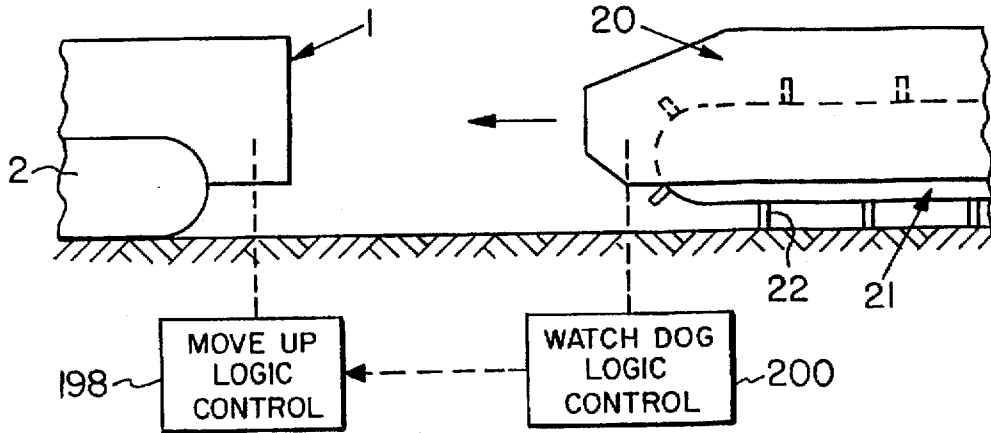 1
20
2
22
21
MOVE UP
LOGIC
CONTROL
198
WATCH DOG
LOGIC
CONTROL
200